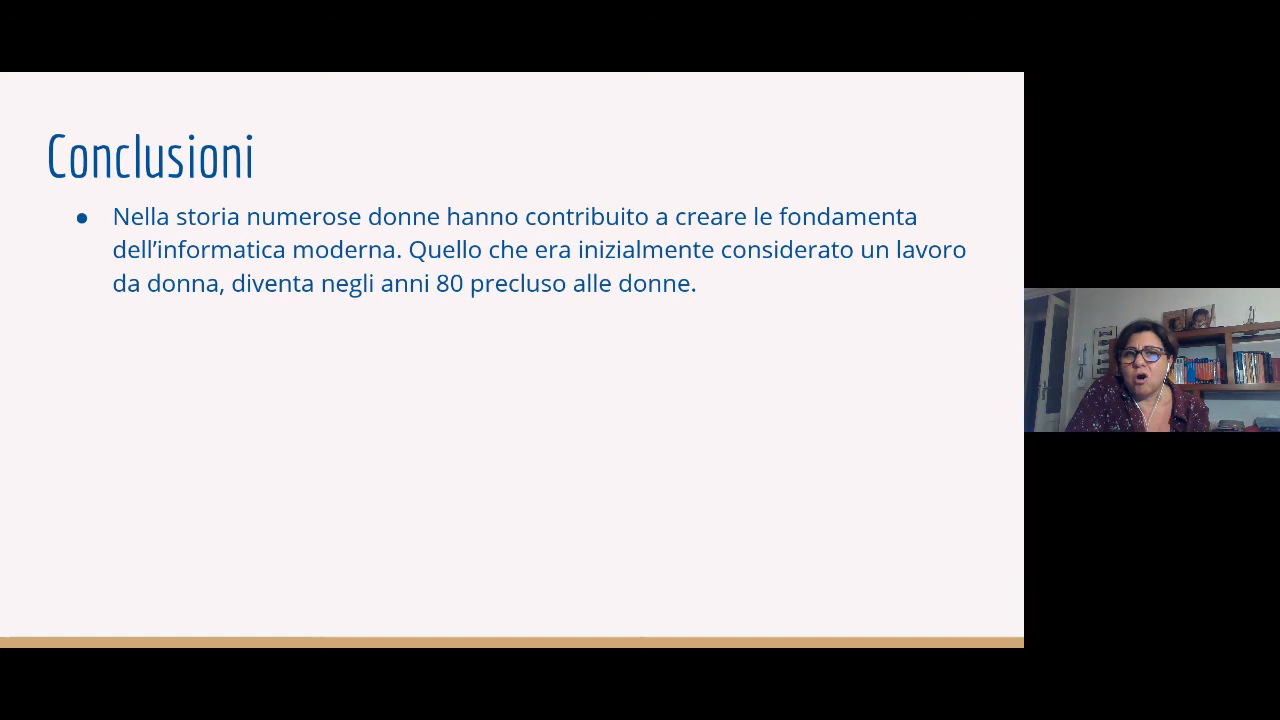 Conclusioni
● Nella storia numerose donne hanno contribuito a creare le fondamenta
dell’informatica moderna. Quello che era inizialmente considerato un lavoro
da donna, diventa negli anni 80 precluso alle donne.